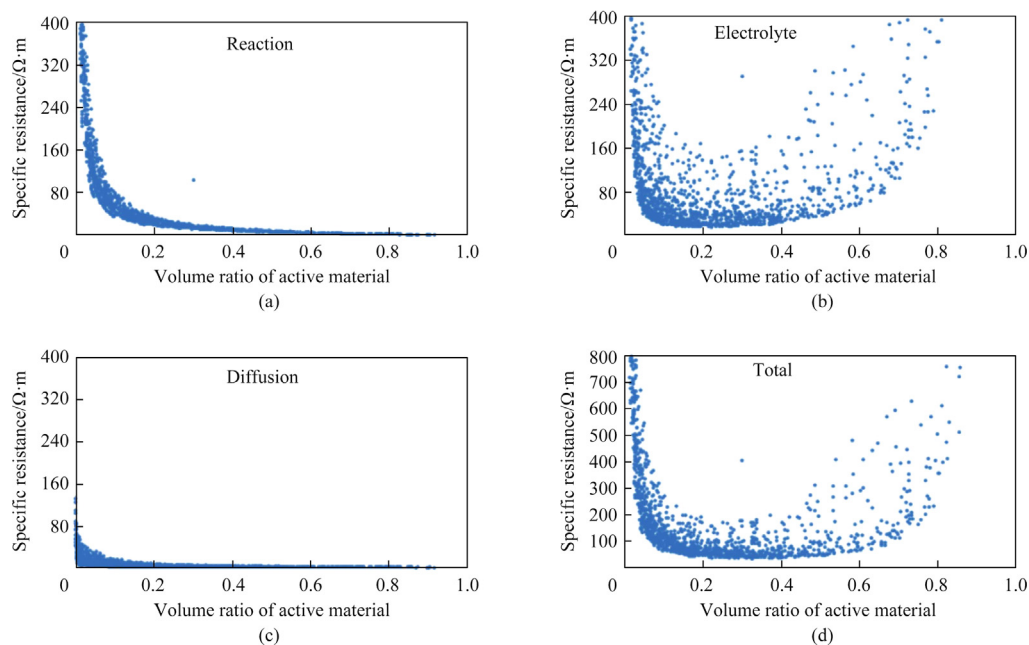 400
320
240
160
80
0
0.2
0.4
0.6
0.8
1.0
Specific resistance/Ω·m
Reaction
Volume ratio of active material
(a)
400
320
240
160
80
0
0.2
0.4
0.6
0.8
1.0
Specific resistance/Ω·m
Electrolyte
Volume ratio of active material
(b)
400
320
240
160
80
0
0.2
0.4
0.6
0.8
1.0
Specific resistance/Ω·m
Diffusion
Volume ratio of active material
(c)
800
700
600
500
400
300
200
100
0
0.2
0.4
0.6
0.8
1.0
Specific resistance/Ω·m
Total
Volume ratio of active material
(d)